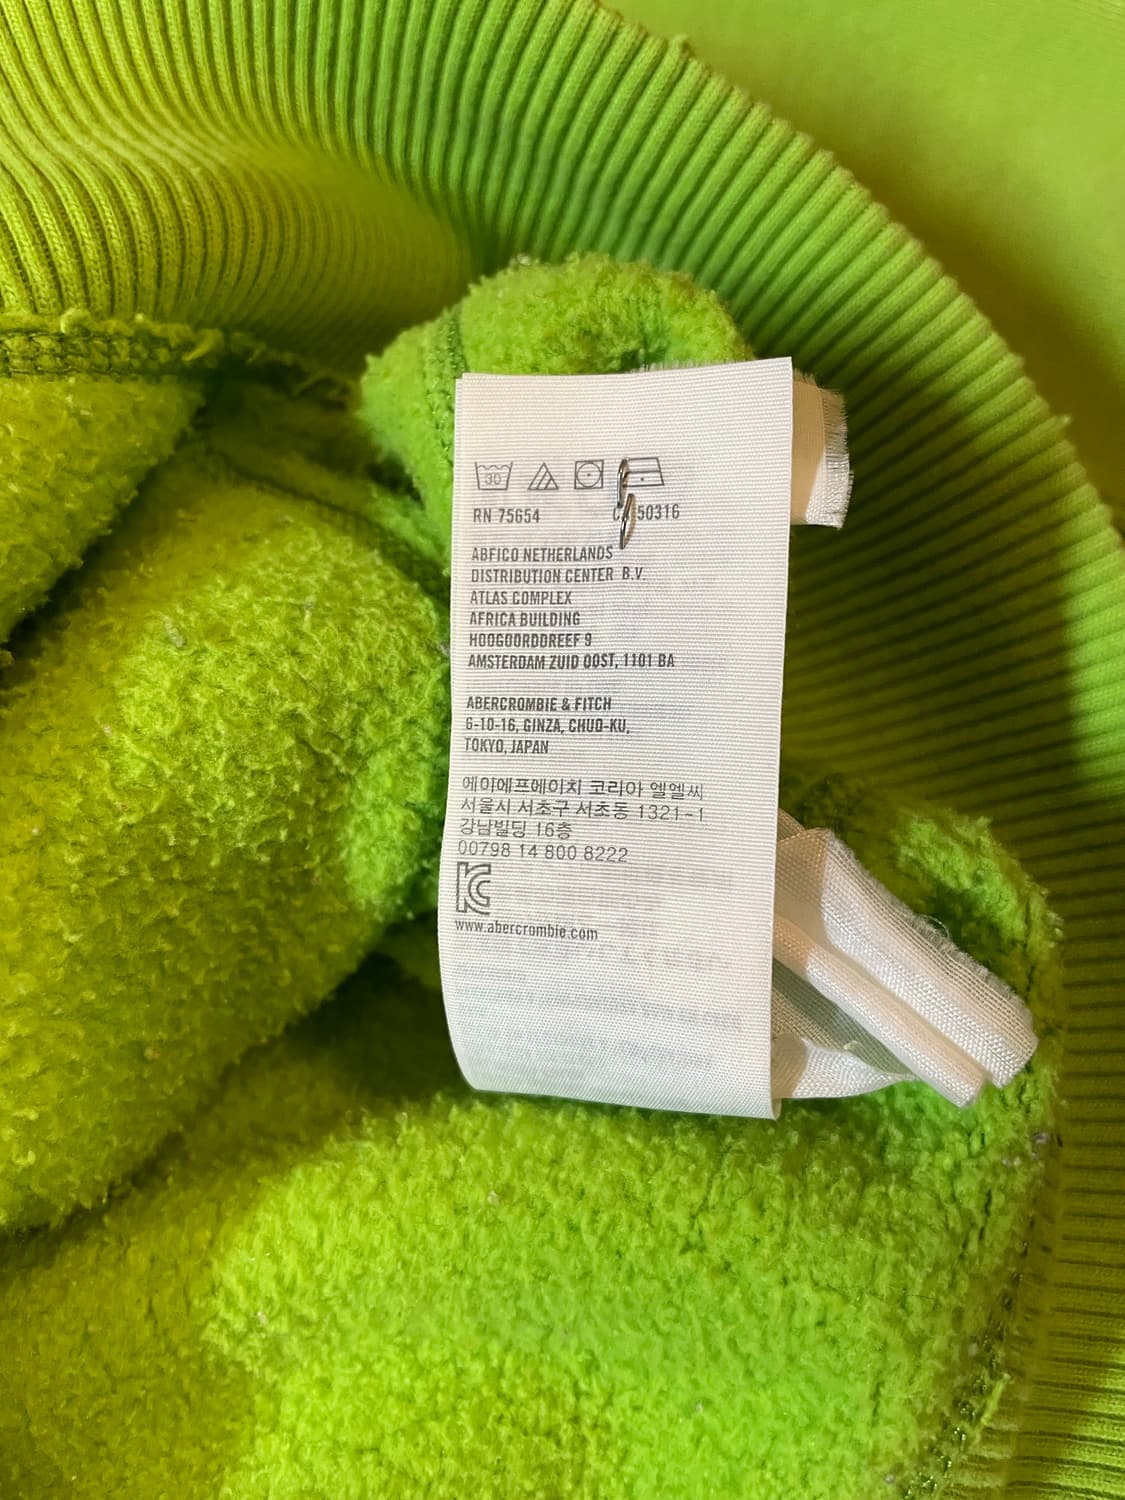 30
RN 75654 50316
ABFICO NETHERLANDS
DISTRIBUTION CENTER B.V.
ATLAS COMPLEX
AFRICA BUILDING
HOOGOORDDREEF 9
AMSTERDAM ZUID OOST, 1101 BA
ABERCROMBIE & FITCH
6-10-16, GINZA, CHUO-KU,
TOKYO, JAPAN
에이에프에이치 코리아 엘엘씨
서울시 서초구 서초동 1321-1
강남빌딩 16층
00798 14 800 8222
KC
www.abercrombie.com